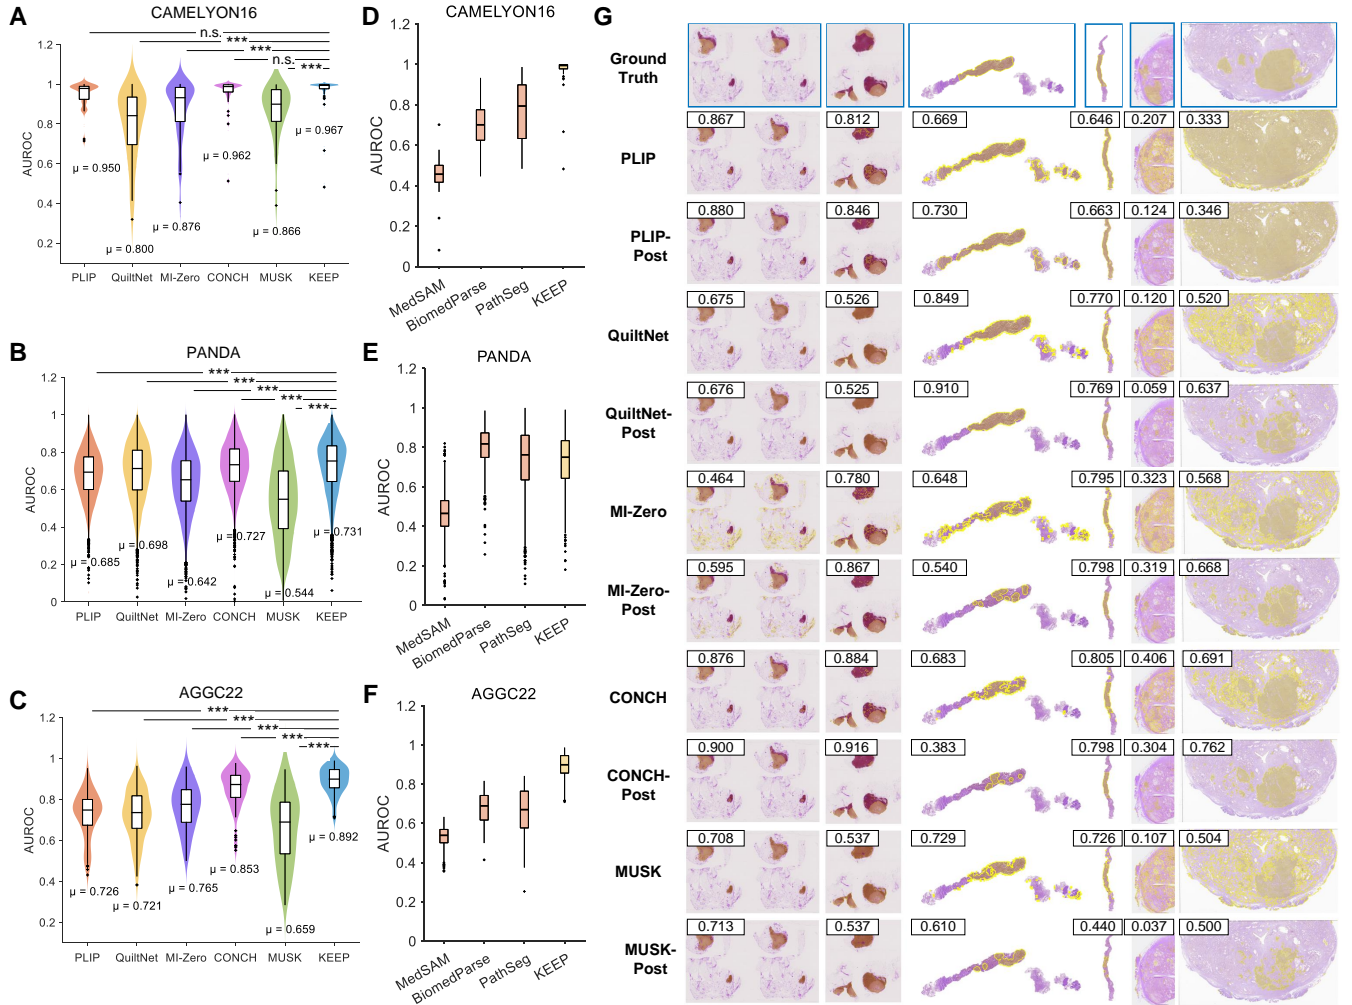 A
CAMELYON16
n.s.
***
***
n.s.
***
1.2
1
0.8
0.6
0.4
0.2
AUROC
μ = 0.950
μ = 0.800
μ = 0.876
μ = 0.962
μ = 0.866
μ = 0.967
PLIP QuiltNet MI-Zero CONCH MUSK KEEP
B
PANDA
***
***
***
***
***
1.2
1
0.8
0.6
0.4
0.2
0
AUROC
μ = 0.685
μ = 0.698
μ = 0.642
μ = 0.727
μ = 0.544
μ = 0.731
PLIP QuiltNet MI-Zero CONCH MUSK KEEP
C
AGGC22
***
***
***
***
***
1.2
1
0.8
0.6
0.4
0.2
AUROC
μ = 0.726
μ = 0.721
μ = 0.765
μ = 0.853
μ = 0.659
μ = 0.892
PLIP QuiltNet MI-Zero CONCH MUSK KEEP
D
CAMELYON16
1.2
1
0.8
0.6
0.4
0.2
0
AUROC
MedSAM
BiomedParse
PathSeg
KEEP
E
PANDA
1.2
1
0.8
0.6
0.4
0.2
0
AUROC
MedSAM
BiomedParse
PathSeg
KEEP
F
AGGC22
1.2
1
0.8
0.6
0.4
0.2
0
AUROC
MedSAM
BiomedParse
PathSeg
KEEP
G
Ground
Truth
PLIP
0.867 0.812 0.669 0.646 0.207 0.333
PLIP-
Post
0.880 0.846 0.730 0.663 0.124 0.346
QuiltNet
0.675 0.526 0.849 0.770 0.120 0.520
QuiltNet-
Post
0.676 0.525 0.910 0.769 0.059 0.637
MI-Zero
0.464 0.780 0.648 0.795 0.323 0.568
MI-Zero-
Post
0.595 0.867 0.540 0.798 0.319 0.668
CONCH
0.876 0.884 0.683 0.805 0.406 0.691
CONCH-
Post
0.900 0.916 0.383 0.798 0.304 0.762
MUSK
0.708 0.537 0.729 0.726 0.107 0.504
MUSK-
Post
0.713 0.537 0.610 0.440 0.037 0.500